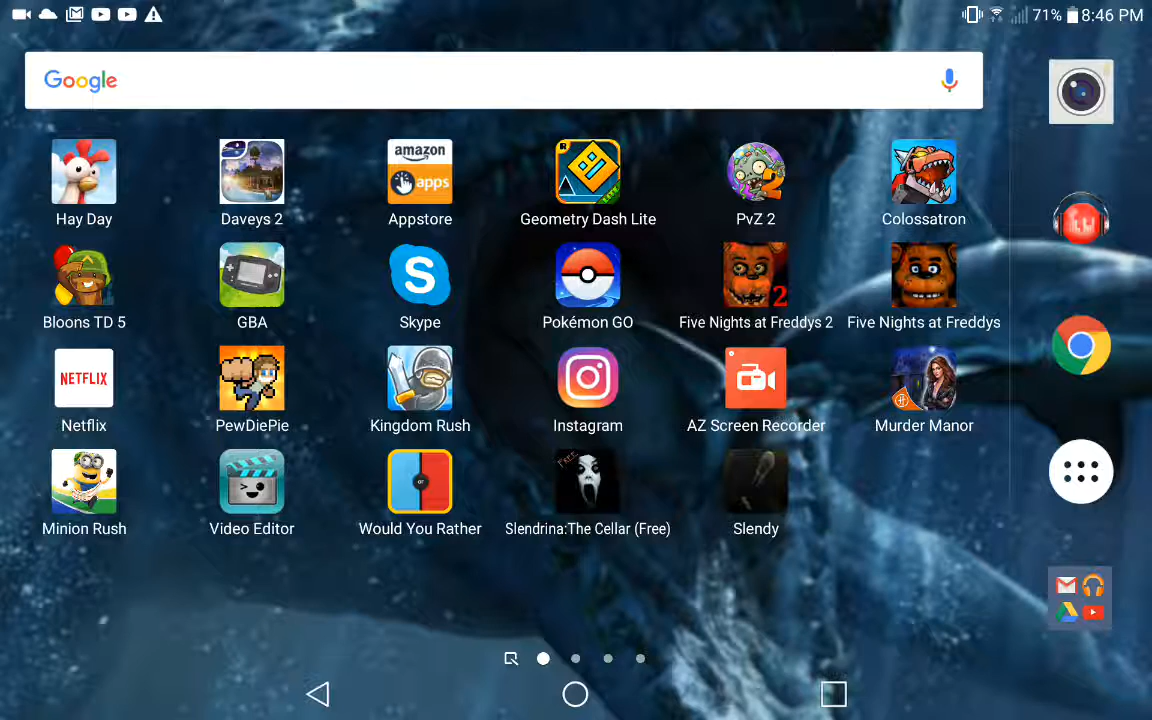 71% 8:46 PM
Google
amazon
apps
Hay Day
Daveys 2
Appstore
Geometry Dash Lite
PvZ 2
Colossatron
Bloons TD 5
GBA
Skype
Pokémon GO
Five Nights at Freddys 2
Five Nights at Freddys
NETFLIX
Netflix
PewDiePie
Kingdom Rush
Instagram
AZ Screen Recorder
Murder Manor
or
FREE
Minion Rush
Video Editor
Would You Rather
Slendrina:The Cellar (Free)
Slendy